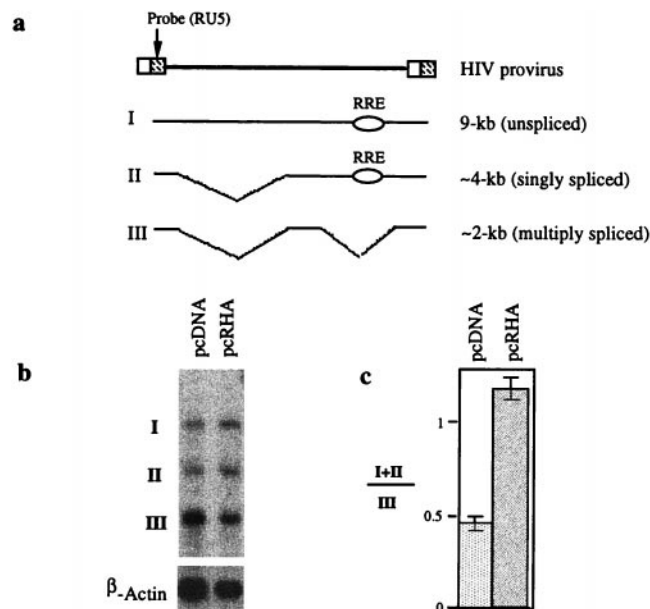 a
Probe (RU5)
HIV provirus
I
RRE
9-kb (unspliced)
II
RRE
~4-kb (singly spliced)
III
~2-kb (multiply spliced)
b
pcDNA
pcRHA
I
II
III
β-Actin
c
pcDNA
pcRHA
I+II
III
1
0.5
0